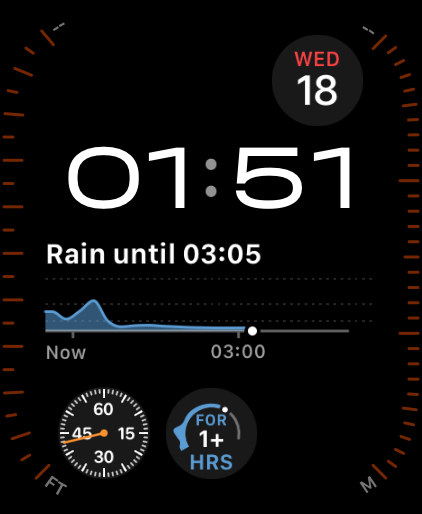 --
--
WED
18
01:51
Rain until 03:05
Now
03:00
60
45
15
30
FOR
1+
HRS
FT
M